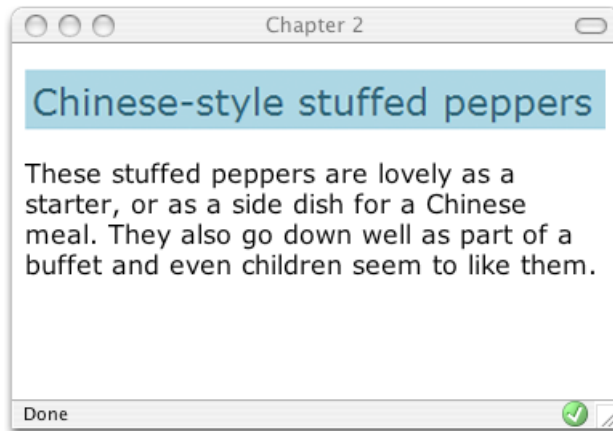 Chapter 2
Chinese-style stuffed peppers
These stuffed peppers are lovely as a
starter, or as a side dish for a Chinese
meal. They also go down well as part of a
buffet and even children seem to like them.
Done